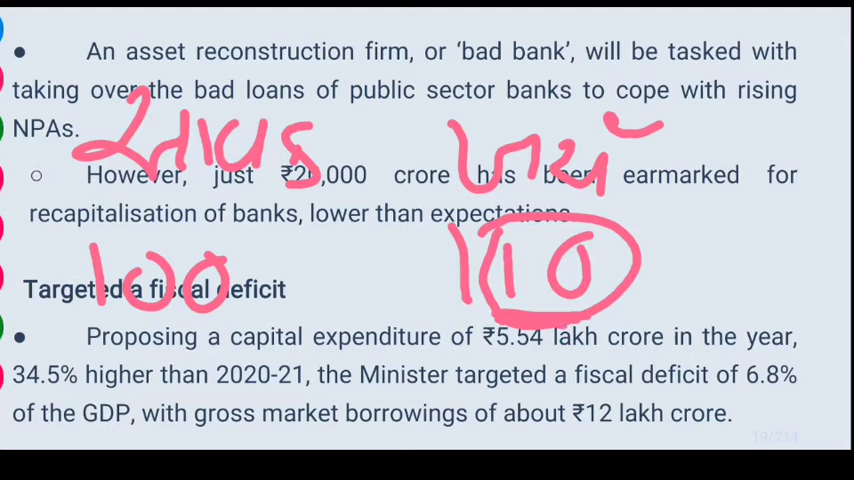 ● An asset reconstruction firm, or ‘bad bank’, will be tasked with
taking over the bad loans of public sector banks to cope with rising
NPAs.
આવક ખર્ચ
○ However, just ₹20,000 crore has been earmarked for
recapitalisation of banks, lower than expectations.
100 110
Targeted a fiscal deficit
● Proposing a capital expenditure of ₹5.54 lakh crore in the year,
34.5% higher than 2020-21, the Minister targeted a fiscal deficit of 6.8%
of the GDP, with gross market borrowings of about ₹12 lakh crore.
19/214